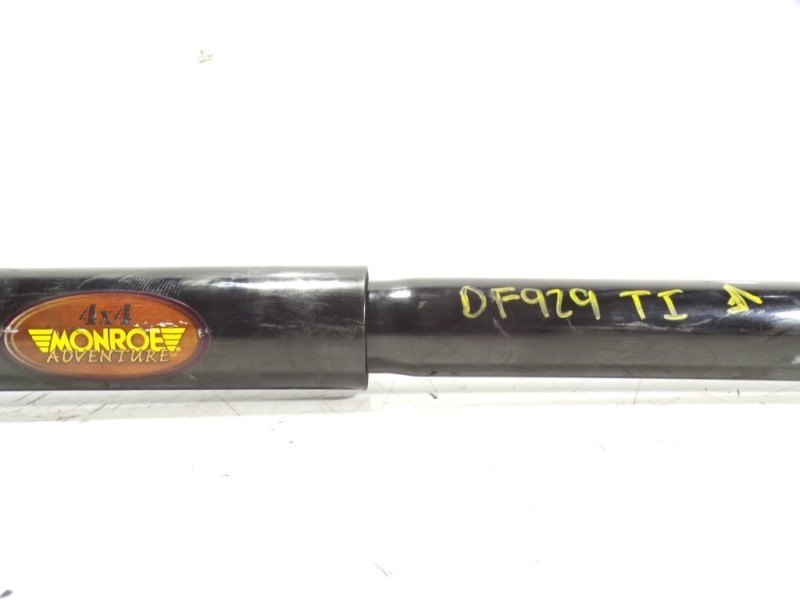 4x4
MONROE®
ADVENTURE
DF929 TI